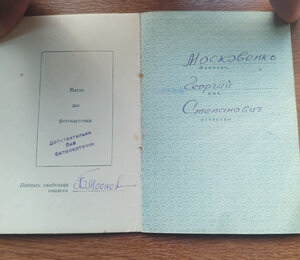 Место
для
фотокарточки
Действительно
без
фотокарточки
Подпись владельца
книжки
Московенко
Фамилия
Георгий
имя
Степанович
отчество